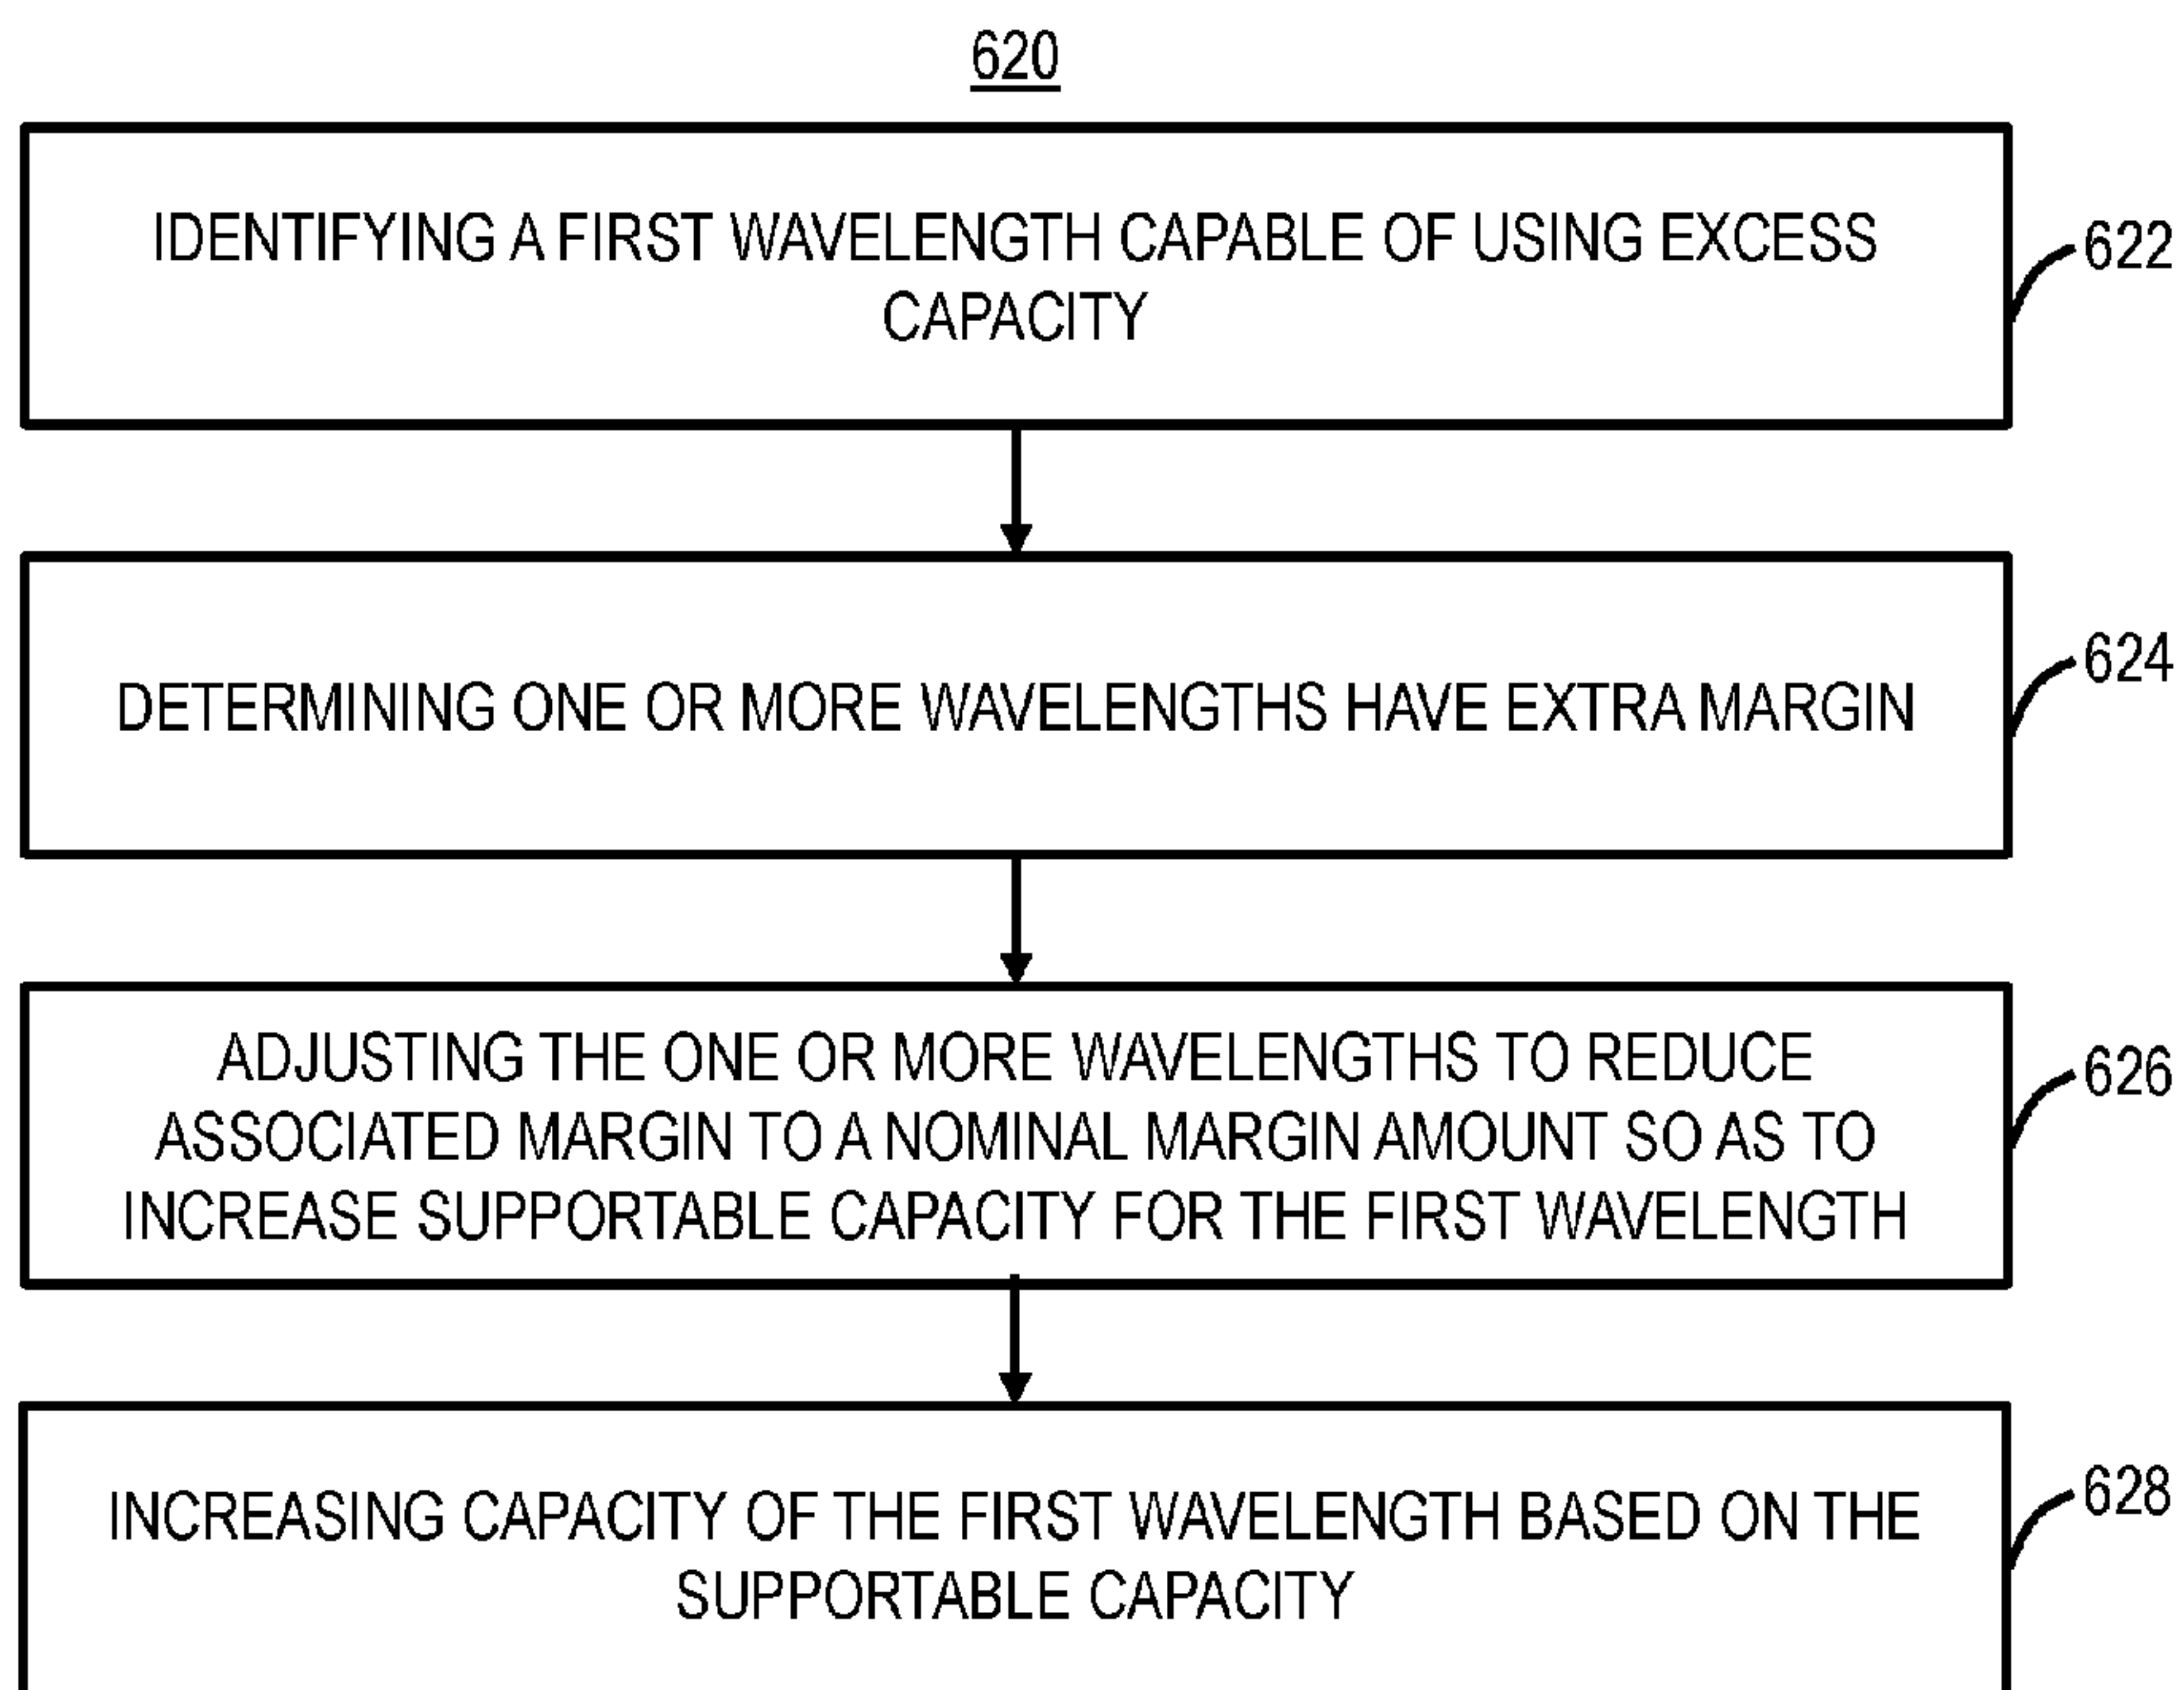 620
IDENTIFYING A FIRST WAVELENGTH CAPABLE OF USING EXCESS
CAPACITY
622
DETERMINING ONE OR MORE WAVELENGTHS HAVE EXTRA MARGIN
624
ADJUSTING THE ONE OR MORE WAVELENGTHS TO REDUCE
ASSOCIATED MARGIN TO A NOMINAL MARGIN AMOUNT SO AS TO
INCREASE SUPPORTABLE CAPACITY FOR THE FIRST WAVELENGTH
626
INCREASING CAPACITY OF THE FIRST WAVELENGTH BASED ON THE
SUPPORTABLE CAPACITY
628